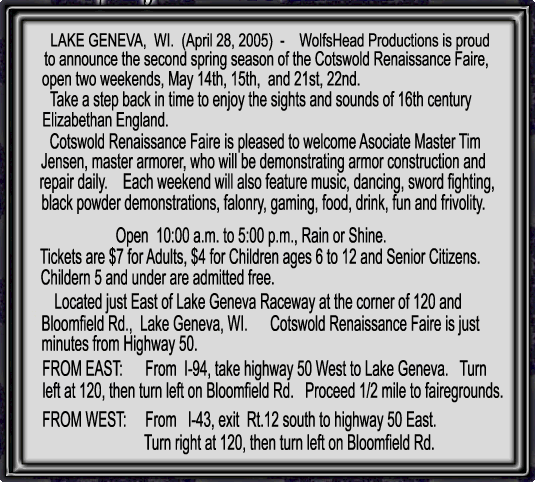 LAKE GENEVA, WI. (April 28, 2005) - WolfsHead Productions is proud
to announce the second spring season of the Cotswold Renaissance Faire,
open two weekends, May 14th, 15th, and 21st, 22nd.
Take a step back in time to enjoy the sights and sounds of 16th century
Elizabethan England.
Cotswold Renaissance Faire is pleased to welcome Asociate Master Tim
Jensen, master armorer, who will be demonstrating armor construction and
repair daily. Each weekend will also feature music, dancing, sword fighting,
black powder demonstrations, falonry, gaming, food, drink, fun and frivolity.
Open 10:00 a.m. to 5:00 p.m., Rain or Shine.
Tickets are $7 for Adults, $4 for Children ages 6 to 12 and Senior Citizens.
Childern 5 and under are admitted free.
Located just East of Lake Geneva Raceway at the corner of 120 and
Bloomfield Rd., Lake Geneva, WI. Cotswold Renaissance Faire is just
minutes from Highway 50.
FROM EAST: From I-94, take highway 50 West to Lake Geneva. Turn
left at 120, then turn left on Bloomfield Rd. Proceed 1/2 mile to fairegrounds.
FROM WEST: From I-43, exit Rt.12 south to highway 50 East.
Turn right at 120, then turn left on Bloomfield Rd.